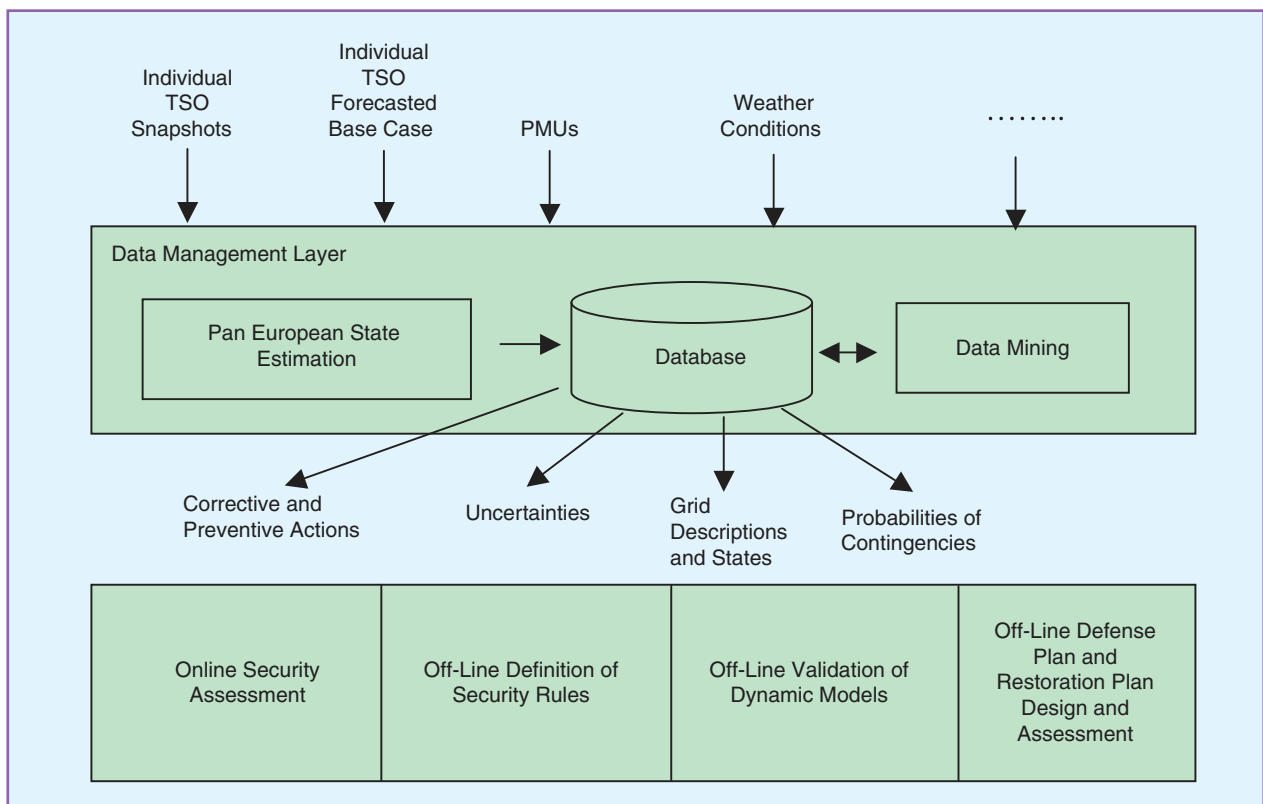 Individual
TSO
Snapshots
Individual
TSO
Forecasted
Base Case
PMUs
Weather
Conditions
........
Data Management Layer
Pan European State
Estimation
Database
Data Mining
Corrective and
Preventive Actions
Uncertainties
Grid
Descriptions
and States
Probabilities of
Contingencies
Online Security
Assessment
Off-Line Definition of
Security Rules
Off-Line Validation of
Dynamic Models
Off-Line Defense
Plan and
Restoration Plan
Design and
Assessment